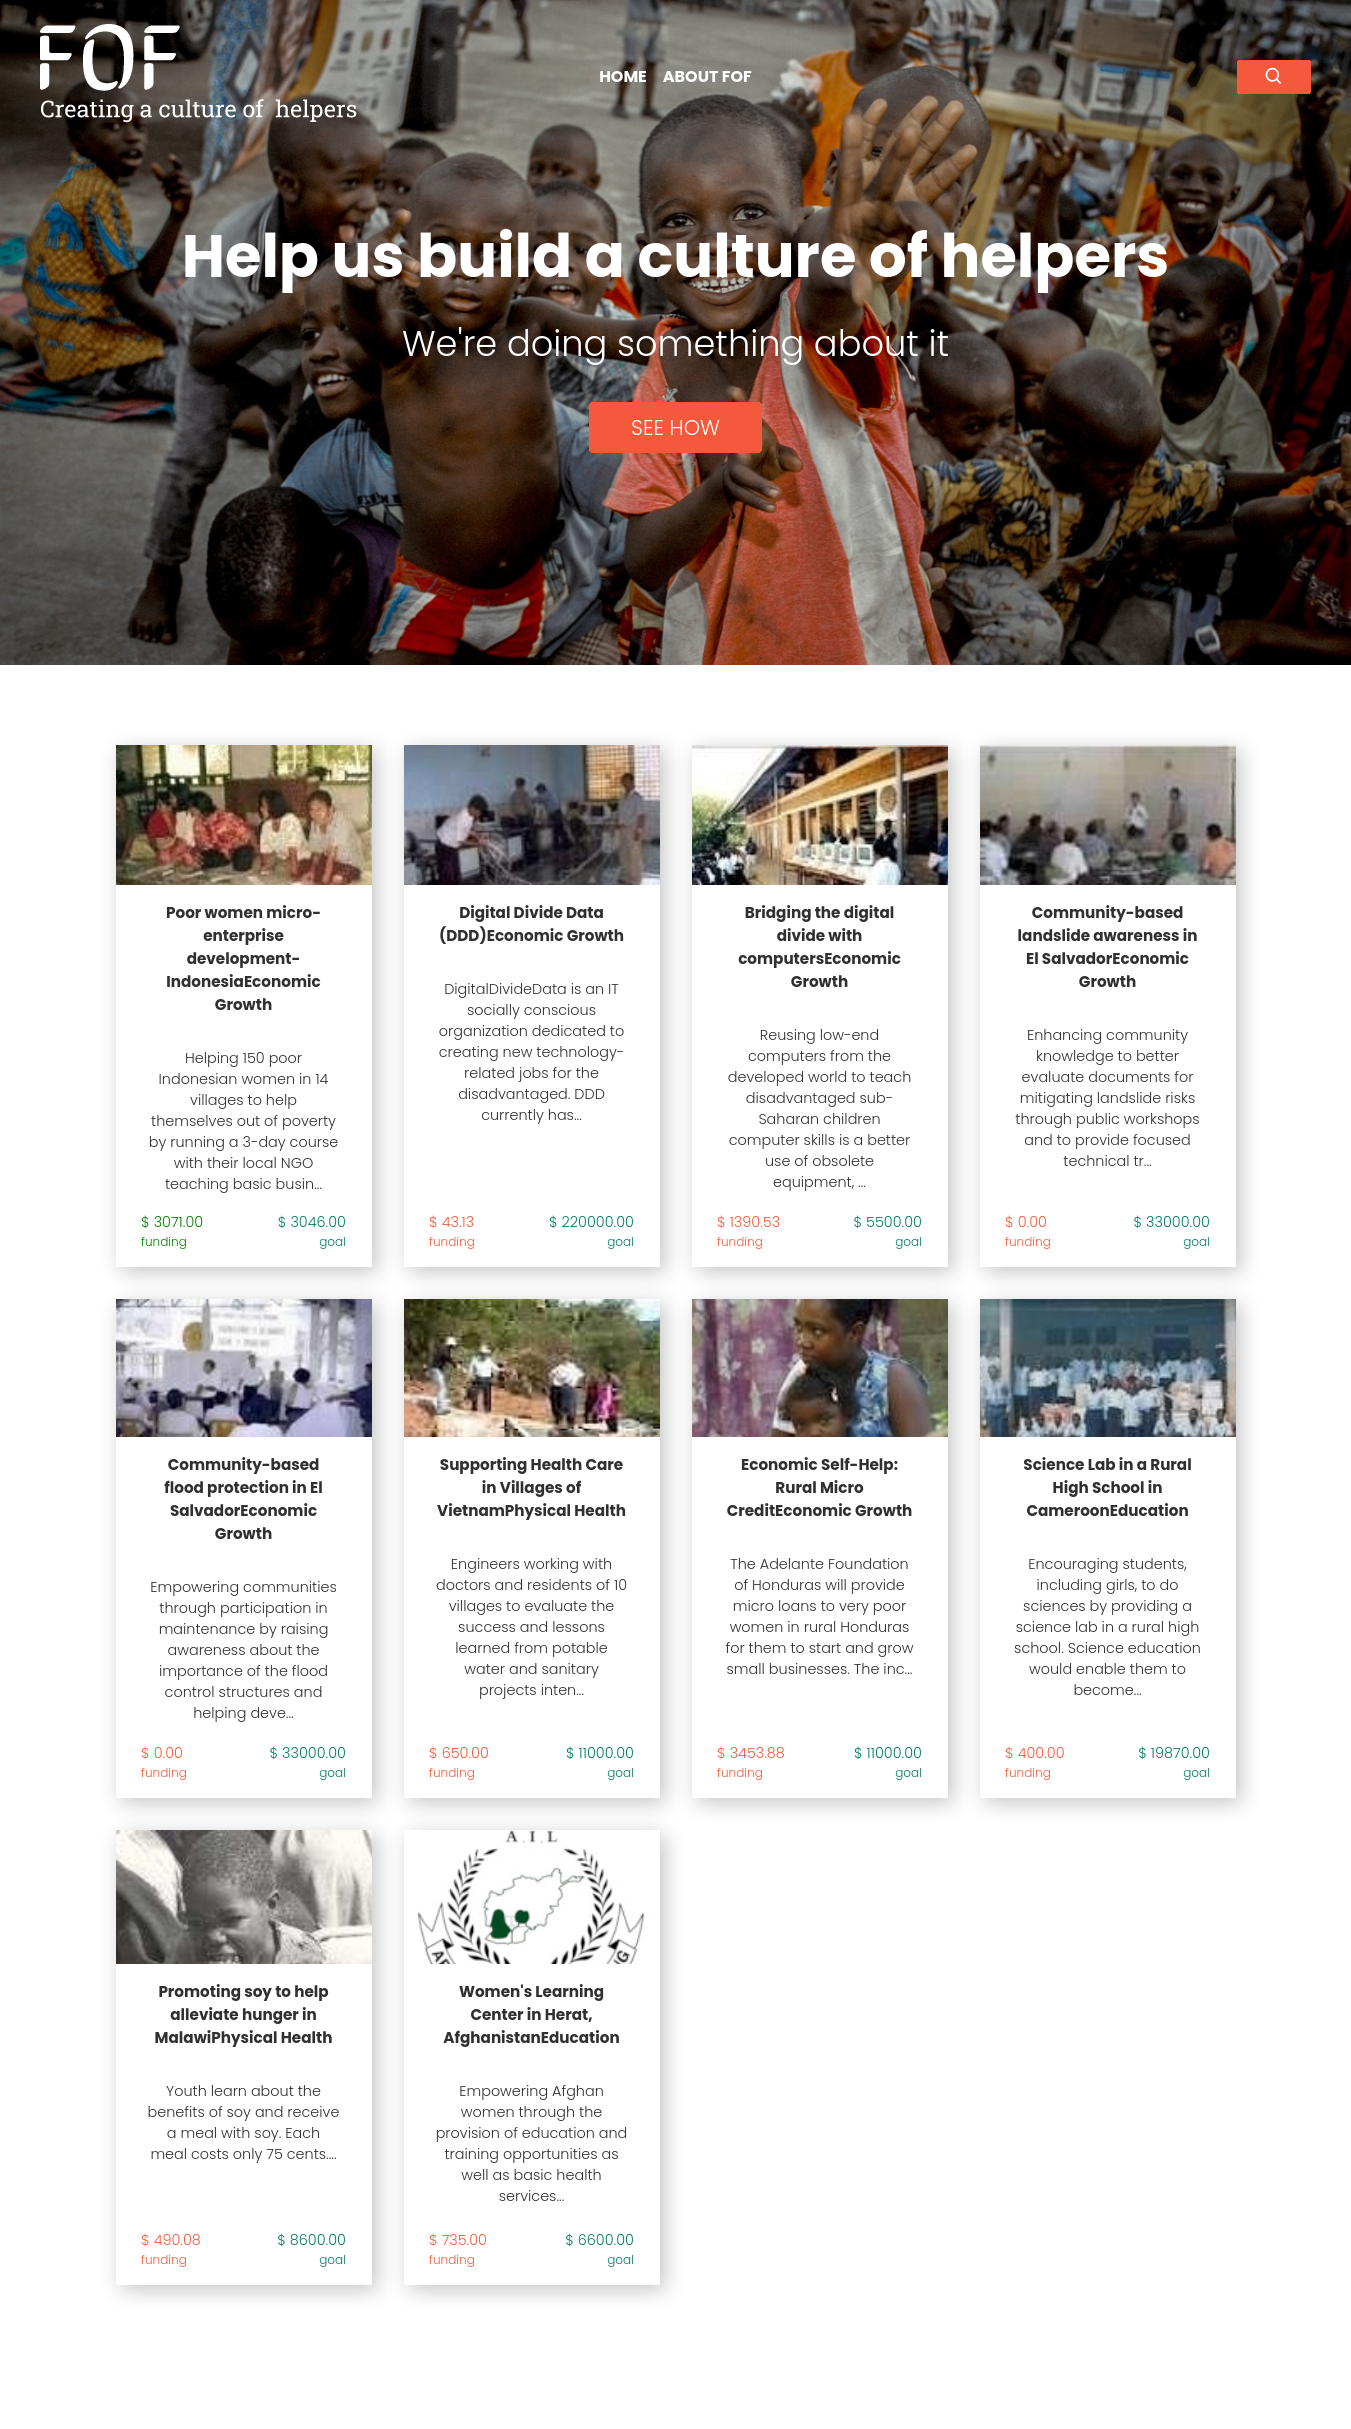 FOF
Creating a culture of helpers
HOME ABOUT FOF
Help us build a culture of helpers
We're doing something about it
SEE HOW
Poor women micro-
enterprise
development-
IndonesiaEconomic
Growth
Helping 150 poor
Indonesian women in 14
villages to help
themselves out of poverty
by running a 3-day course
with their local NGO
teaching basic busin...
$ 3071.00 $ 3046.00
funding goal
Digital Divide Data
(DDD)Economic Growth
DigitalDivideData is an IT
socially conscious
organization dedicated to
creating new technology-
related jobs for the
disadvantaged. DDD
currently has...
$ 43.13 $ 220000.00
funding goal
Bridging the digital
divide with
computersEconomic
Growth
Reusing low-end
computers from the
developed world to teach
disadvantaged sub-
Saharan children
computer skills is a better
use of obsolete
equipment, ...
$ 1390.53 $ 5500.00
funding goal
Community-based
landslide awareness in
El SalvadorEconomic
Growth
Enhancing community
knowledge to better
evaluate documents for
mitigating landslide risks
through public workshops
and to provide focused
technical tr...
$ 0.00 $ 33000.00
funding goal
Community-based
flood protection in El
SalvadorEconomic
Growth
Empowering communities
through participation in
maintenance by raising
awareness about the
importance of the flood
control structures and
helping deve...
$ 0.00 $ 33000.00
funding goal
Supporting Health Care
in Villages of
VietnamPhysical Health
Engineers working with
doctors and residents of 10
villages to evaluate the
success and lessons
learned from potable
water and sanitary
projects inten...
$ 650.00 $ 11000.00
funding goal
Economic Self-Help:
Rural Micro
CreditEconomic Growth
The Adelante Foundation
of Honduras will provide
micro loans to very poor
women in rural Honduras
for them to start and grow
small businesses. The inc...
$ 3453.88 $ 11000.00
funding goal
Science Lab in a Rural
High School in
CameroonEducation
Encouraging students,
including girls, to do
sciences by providing a
science lab in a rural high
school. Science education
would enable them to
become...
$ 400.00 $ 19870.00
funding goal
Promoting soy to help
alleviate hunger in
MalawiPhysical Health
Youth learn about the
benefits of soy and receive
a meal with soy. Each
meal costs only 75 cents....
$ 490.08 $ 8600.00
funding goal
A.I.L
Women's Learning
Center in Herat,
AfghanistanEducation
Empowering Afghan
women through the
provision of education and
training opportunities as
well as basic health
services...
$ 735.00 $ 6600.00
funding goal